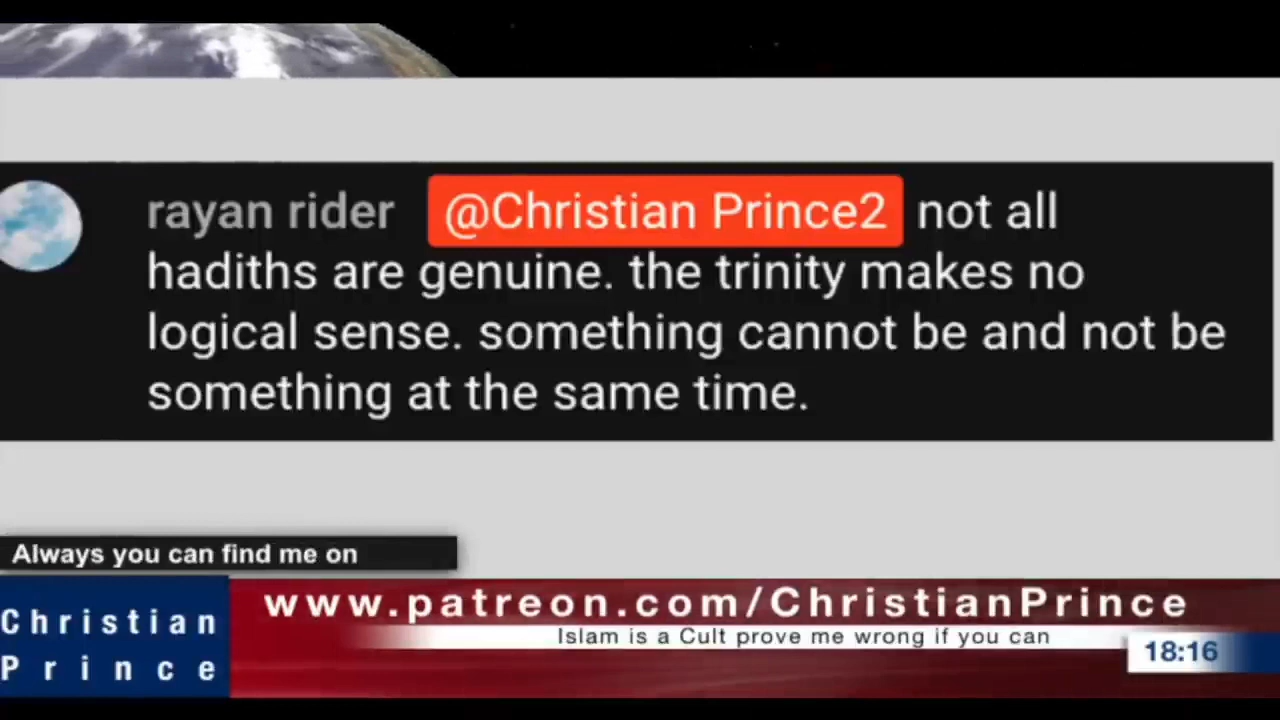 rayan rider @Christian Prince2 not all
hadiths are genuine. the trinity makes no
logical sense. something cannot be and not be
something at the same time.
Always you can find me on
Christian
Prince
www.patreon.com/ChristianPrince
Islam is a Cult prove me wrong if you can
18:16